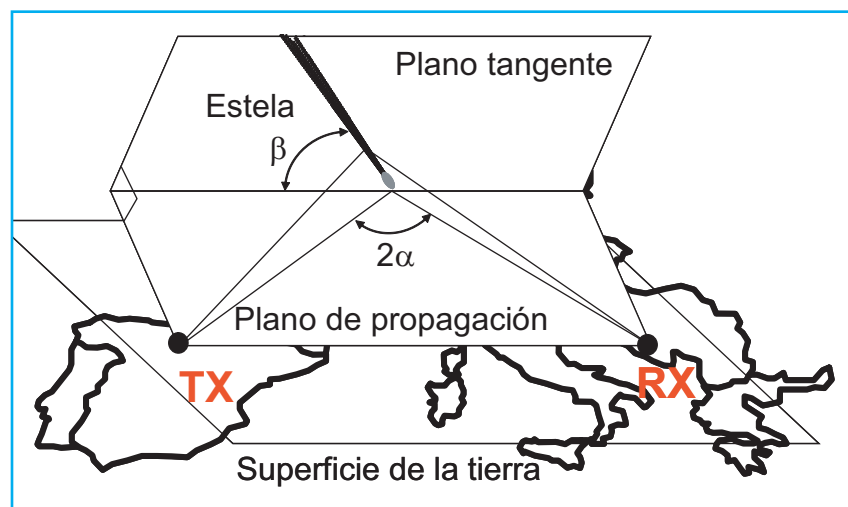 Plano tangente
Estela
β
2α
Plano de propagación
TX
RX
Superficie de la tierra